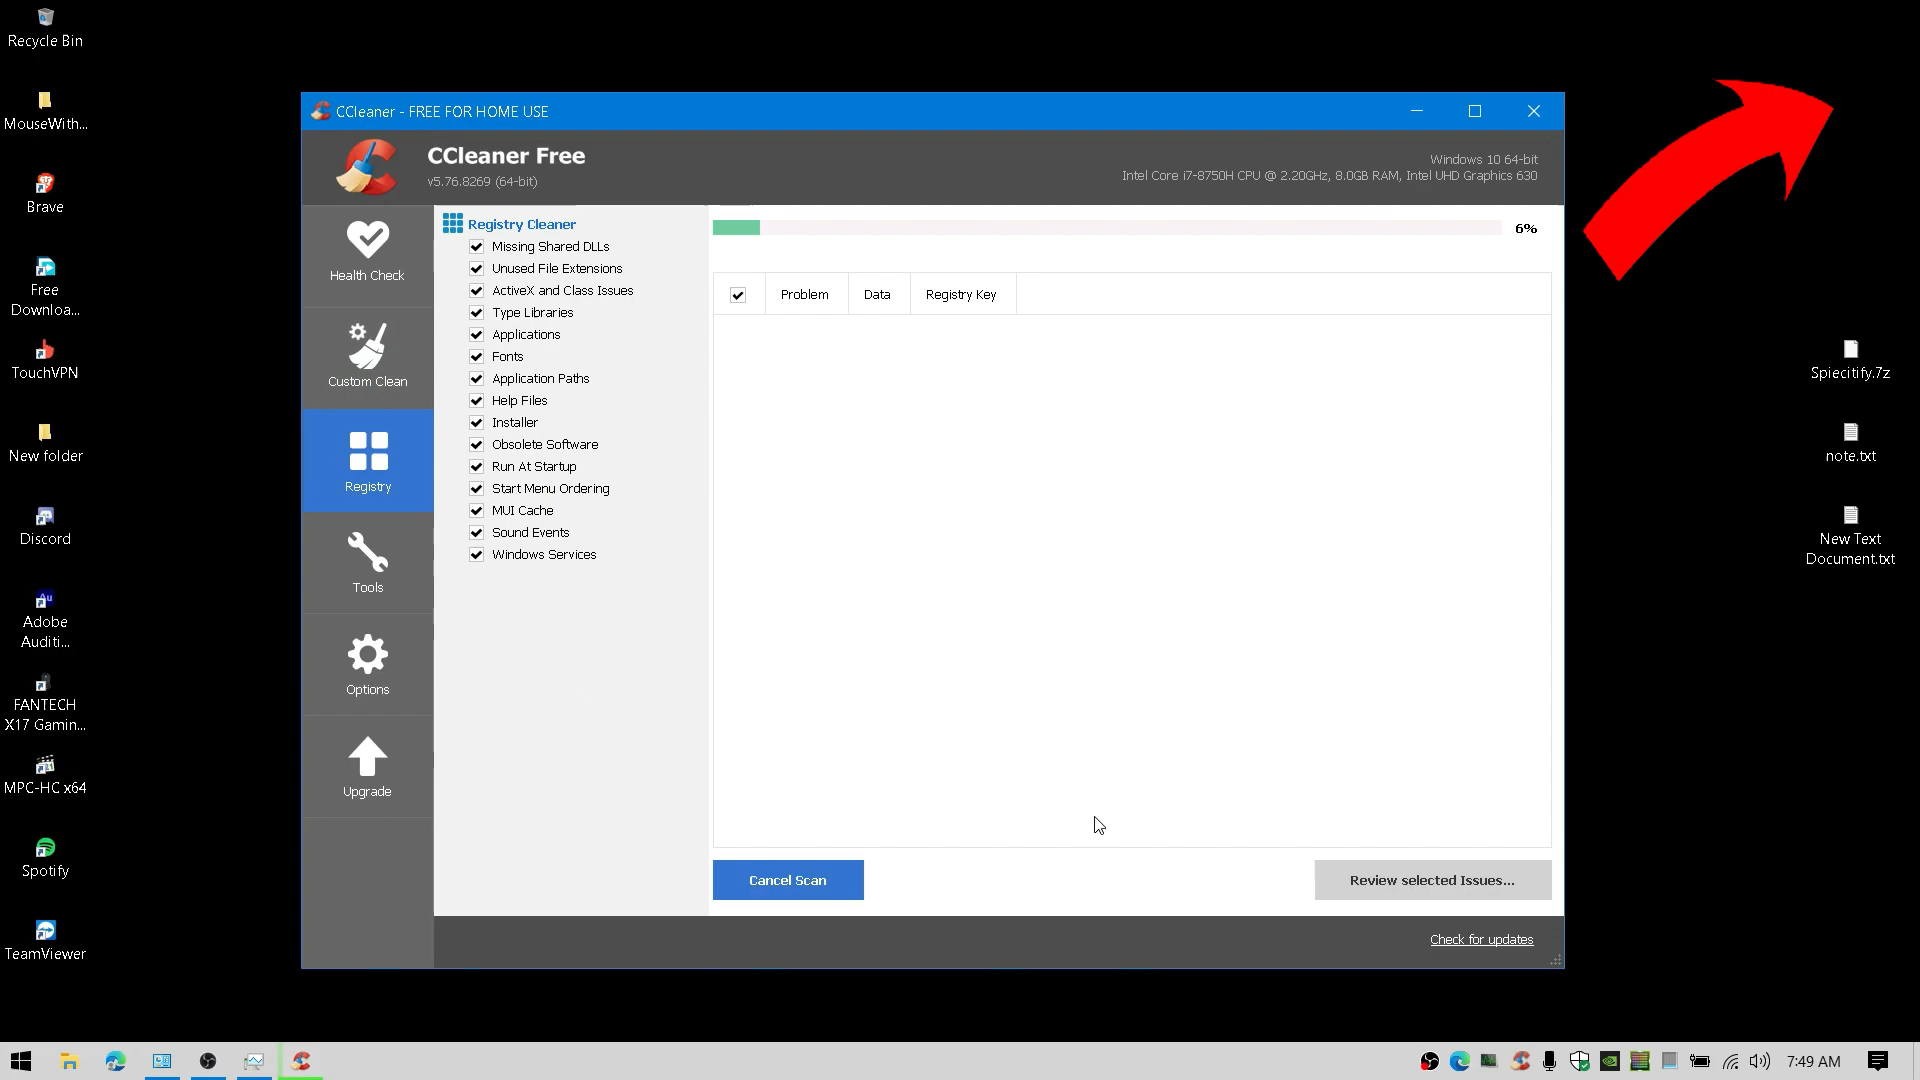 Recycle Bin
MouseWith...
Brave
Free
Downloa...
TouchVPN
New folder
Discord
Adobe
Auditi...
FANTECH
X17 Gamin...
MPC-HC x64
Spotify
TeamViewer
CCleaner - FREE FOR HOME USE
CCleaner Free
v5.76.8269 (64-bit)
Windows 10 64-bit
Intel Core i7-8750H CPU @ 2.20GHz, 8.0GB RAM, Intel UHD Graphics 630
Health Check
Custom Clean
Registry
Tools
Options
Upgrade
Registry Cleaner
Missing Shared DLLs
Unused File Extensions
ActiveX and Class Issues
Type Libraries
Applications
Fonts
Application Paths
Help Files
Installer
Obsolete Software
Run At Startup
Start Menu Ordering
MUI Cache
Sound Events
Windows Services
6%
Problem Data Registry Key
Cancel Scan
Review selected Issues...
Check for updates
Spiecitify.7z
note.txt
New Text
Document.txt
Au
7:49 AM